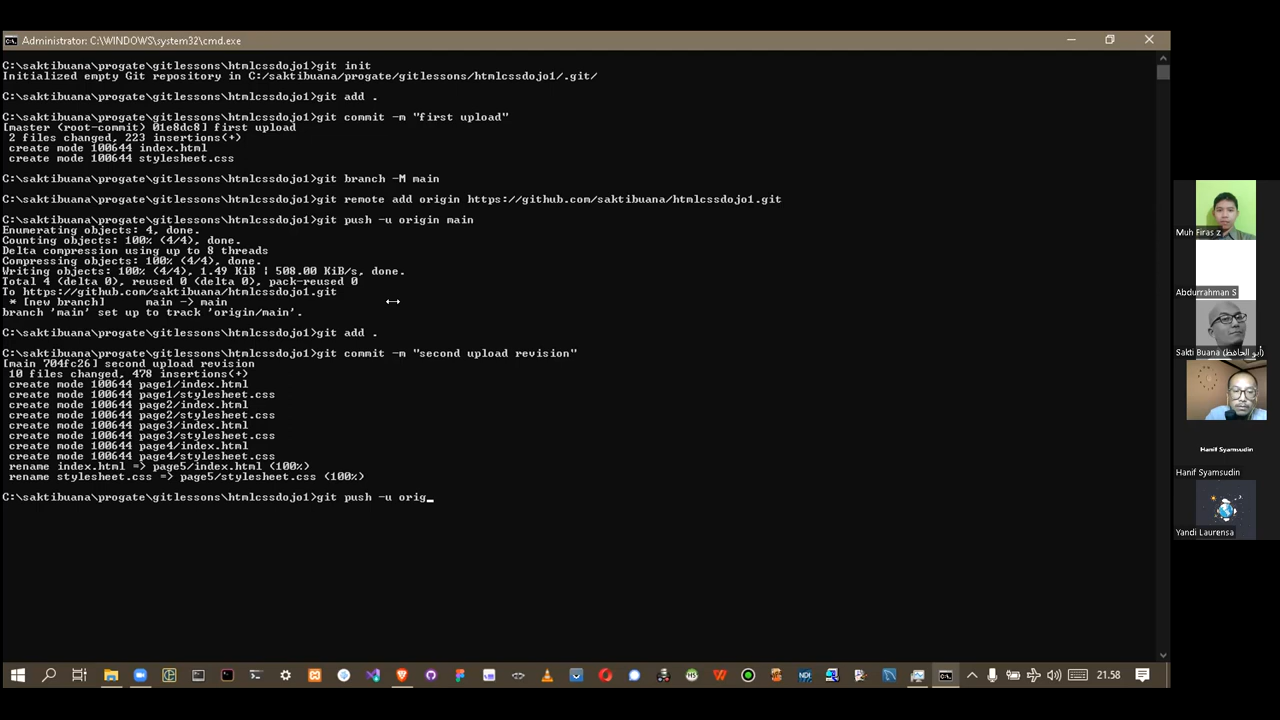 Administrator: C:\WINDOWS\system32\cmd.exe
C:\saktibuana\progate\gitlessons\htmlcssdojo1>git init
Initialized empty Git repository in C:/saktibuana/progate/gitlessons/htmlcssdojo1/.git/
C:\saktibuana\progate\gitlessons\htmlcssdojo1>git add .
C:\saktibuana\progate\gitlessons\htmlcssdojo1>git commit -m "first upload"
[master (root-commit) 01e8dc8] first upload
2 files changed, 223 insertions(+)
create mode 100644 index.html
create mode 100644 stylesheet.css
C:\saktibuana\progate\gitlessons\htmlcssdojo1>git branch -M main
C:\saktibuana\progate\gitlessons\htmlcssdojo1>git remote add origin https://github.com/saktibuana/htmlcssdojo1.git
C:\saktibuana\progate\gitlessons\htmlcssdojo1>git push -u origin main
Enumerating objects: 4, done.
Counting objects: 100% (4/4), done.
Delta compression using up to 8 threads
Compressing objects: 100% (4/4), done.
Writing objects: 100% (4/4), 1.49 KiB | 508.00 KiB/s, done.
Total 4 (delta 0), reused 0 (delta 0), pack-reused 0
To https://github.com/saktibuana/htmlcssdojo1.git
* [new branch] main -> main
branch 'main' set up to track 'origin/main'.
C:\saktibuana\progate\gitlessons\htmlcssdojo1>git add .
C:\saktibuana\progate\gitlessons\htmlcssdojo1>git commit -m "second upload revision"
[main 704fc26] second upload revision
10 files changed, 478 insertions(+)
create mode 100644 page1/index.html
create mode 100644 page1/stylesheet.css
create mode 100644 page2/index.html
create mode 100644 page2/stylesheet.css
create mode 100644 page3/index.html
create mode 100644 page3/stylesheet.css
create mode 100644 page4/index.html
create mode 100644 page4/stylesheet.css
rename index.html => page5/index.html (100%)
rename stylesheet.css => page5/stylesheet.css (100%)
C:\saktibuana\progate\gitlessons\htmlcssdojo1>git push -u orig_
Muh Firas z
Abdurrahman S
Sakti Buana (أبو الحافظ)
Hanif Syamsudin
Hanif Syamsudin
Yandi Laurensa
21.58